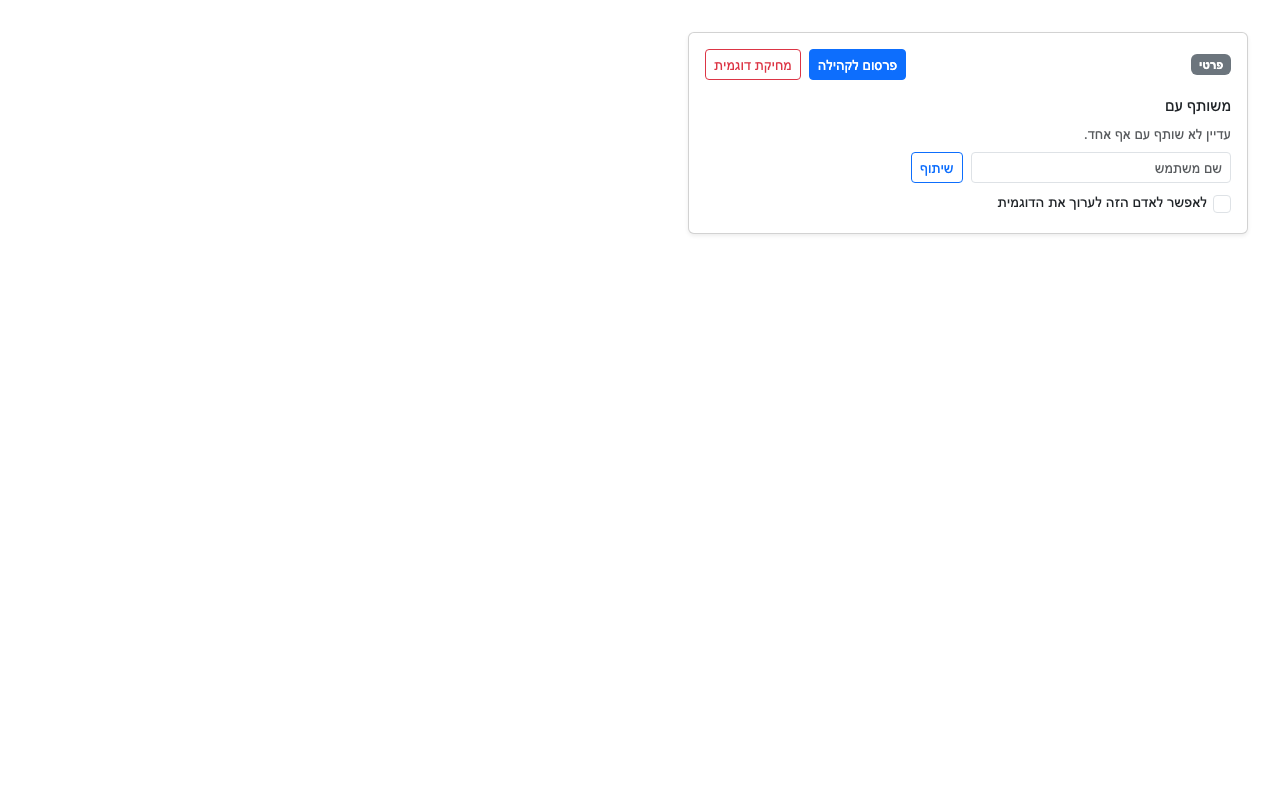 פרטי
פרסום לקהילה
מחיקת דוגמית
משותף עם
עדיין לא שותף עם אף אחד.
שם משתמש
שיתוף
לאפשר לאדם הזה לערוך את הדוגמית